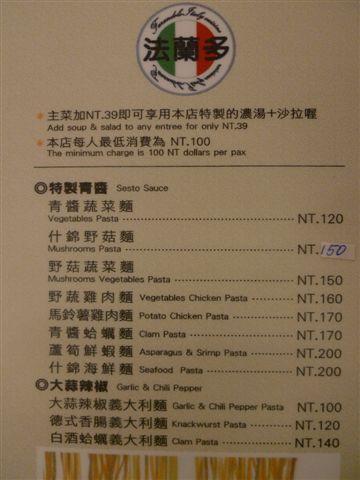 Farandole Italy cuisine
法蘭多
* 主菜加NT.39即可享用本店特製的濃湯+沙拉喔
Add soup & salad to any entree for only NT.39
* 本店每人最低消費為 NT.100
The minimum charge is 100 NT dollars per pax
◎特製青醬 Sesto Sauce
青醬蔬菜麵
Vegetables Pasta NT.120
什錦野菇麵
Mushrooms Pasta NT.150
野菇蔬菜麵
Mushrooms Vegetables Pasta NT.150
野蔬雞肉麵 Vegetables Chicken Pasta NT.160
馬鈴薯雞肉麵 Potato Chicken Pasta NT.170
青醬蛤蠣麵 Clam Pasta NT.170
蘆筍鮮蝦麵 Asparagus & Srimp Pasta NT.200
什錦海鮮麵 Seafood Pasta NT.200
◎大蒜辣椒 Garlic & Chili Pepper
大蒜辣椒義大利麵 Garlic & Chili Pepper Pasta NT.100
德式香腸義大利麵 Knackwurst Pasta NT.120
白酒蛤蠣義大利麵 Clam Pasta NT.140